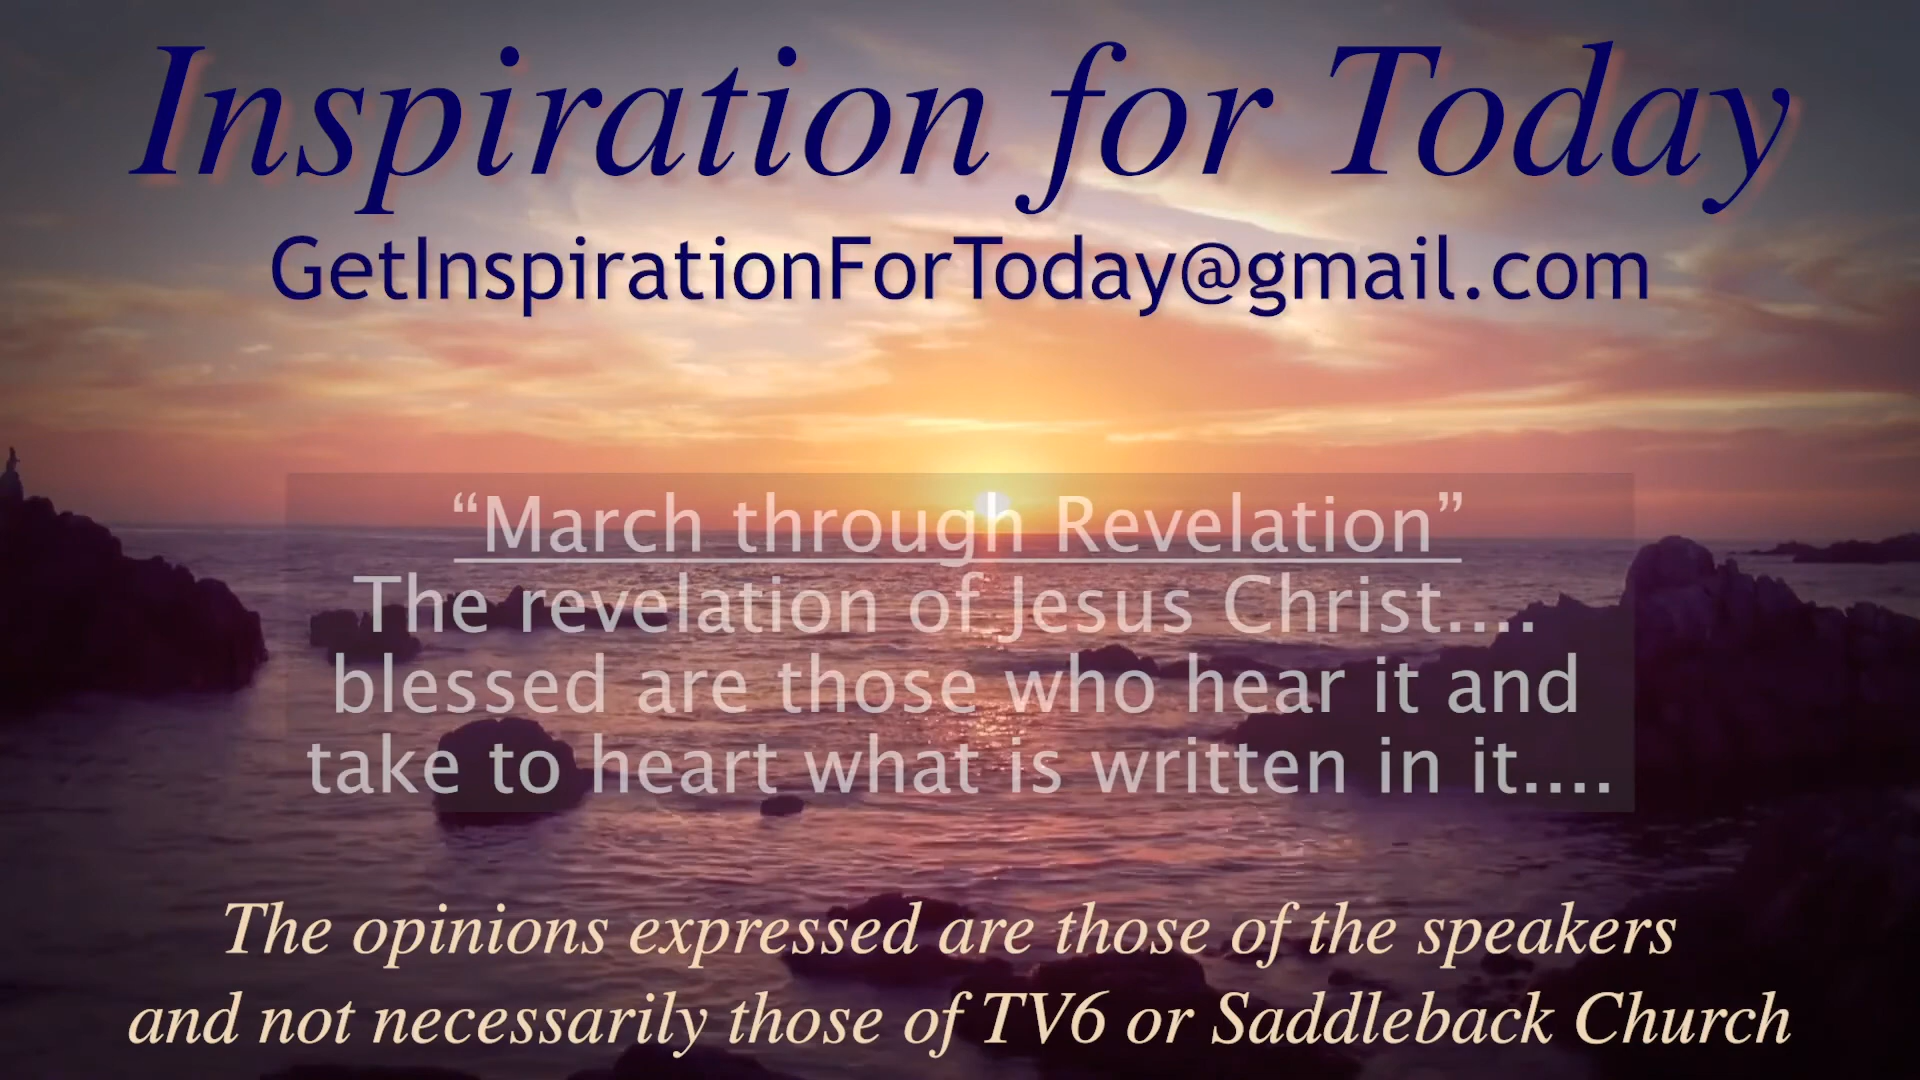 Inspiration for Today
GetInspirationForToday@gmail.com
“March through Revelation”
The revelation of Jesus Christ....
blessed are those who hear it and
take to heart what is written in it....
The opinions expressed are those of the speakers
and not necessarily those of TV6 or Saddleback Church